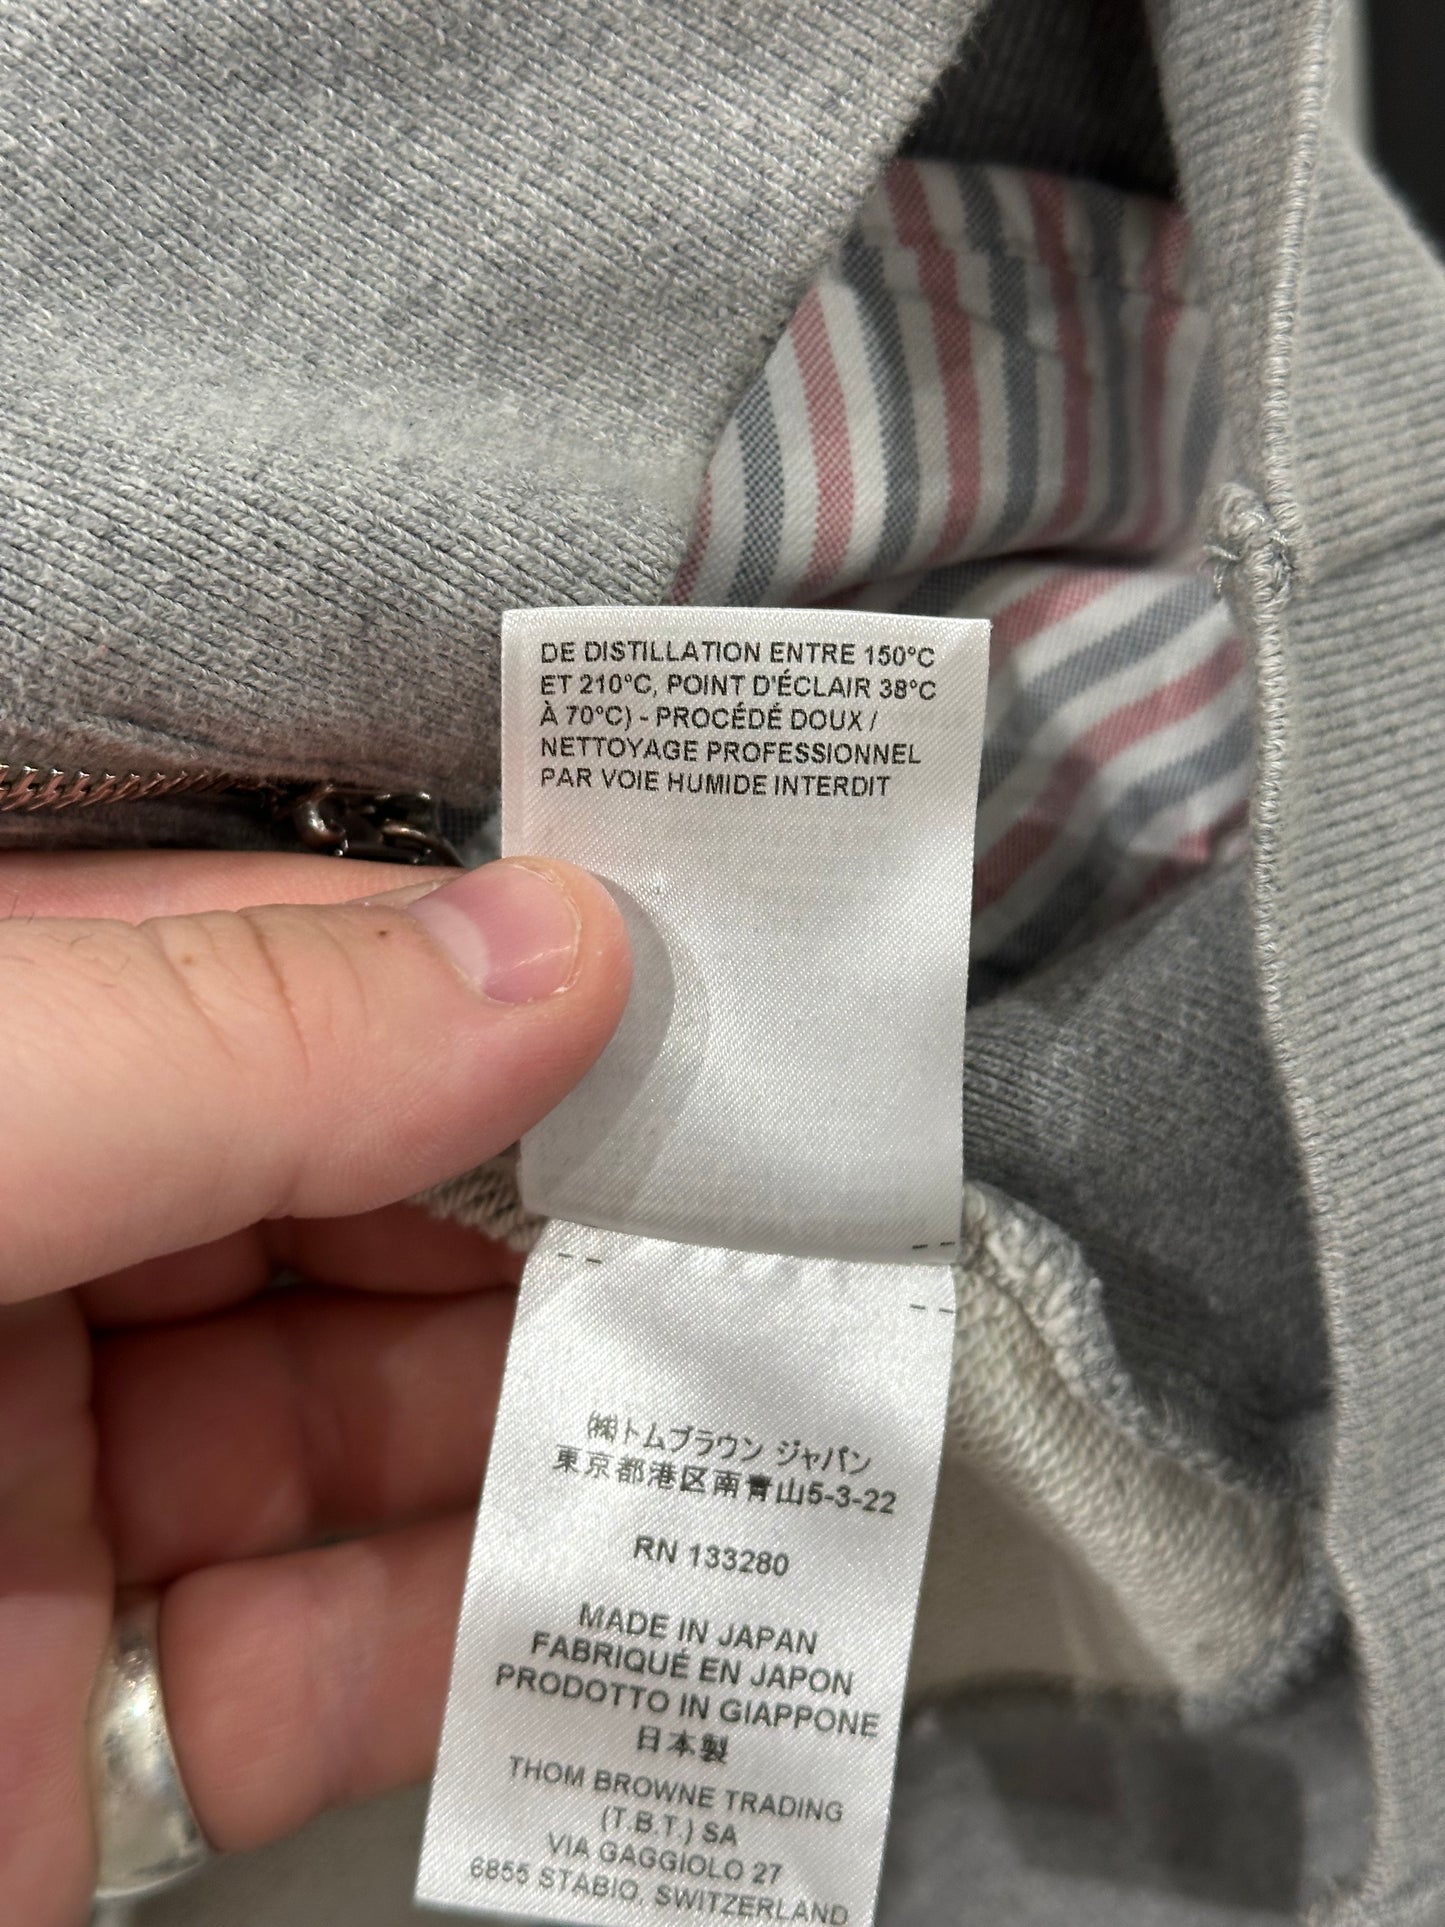 DE DISTILLATION ENTRE 150°C
ET 210°C, POINT D'ÉCLAIR 38°C
À 70°C) - PROCÉDÉ DOUX /
NETTOYAGE PROFESSIONNEL
PAR VOIE HUMIDE INTERDIT
㈱トムブラウン ジャパン
東京都港区南青山5-3-22
RN 133280
MADE IN JAPAN
FABRIQUÉ EN JAPON
PRODOTTO IN GIAPPONE
日本製
THOM BROWNE TRADING
(T.B.T.) SA
VIA GAGGIOLO 27
6855 STABIO, SWITZERLAND